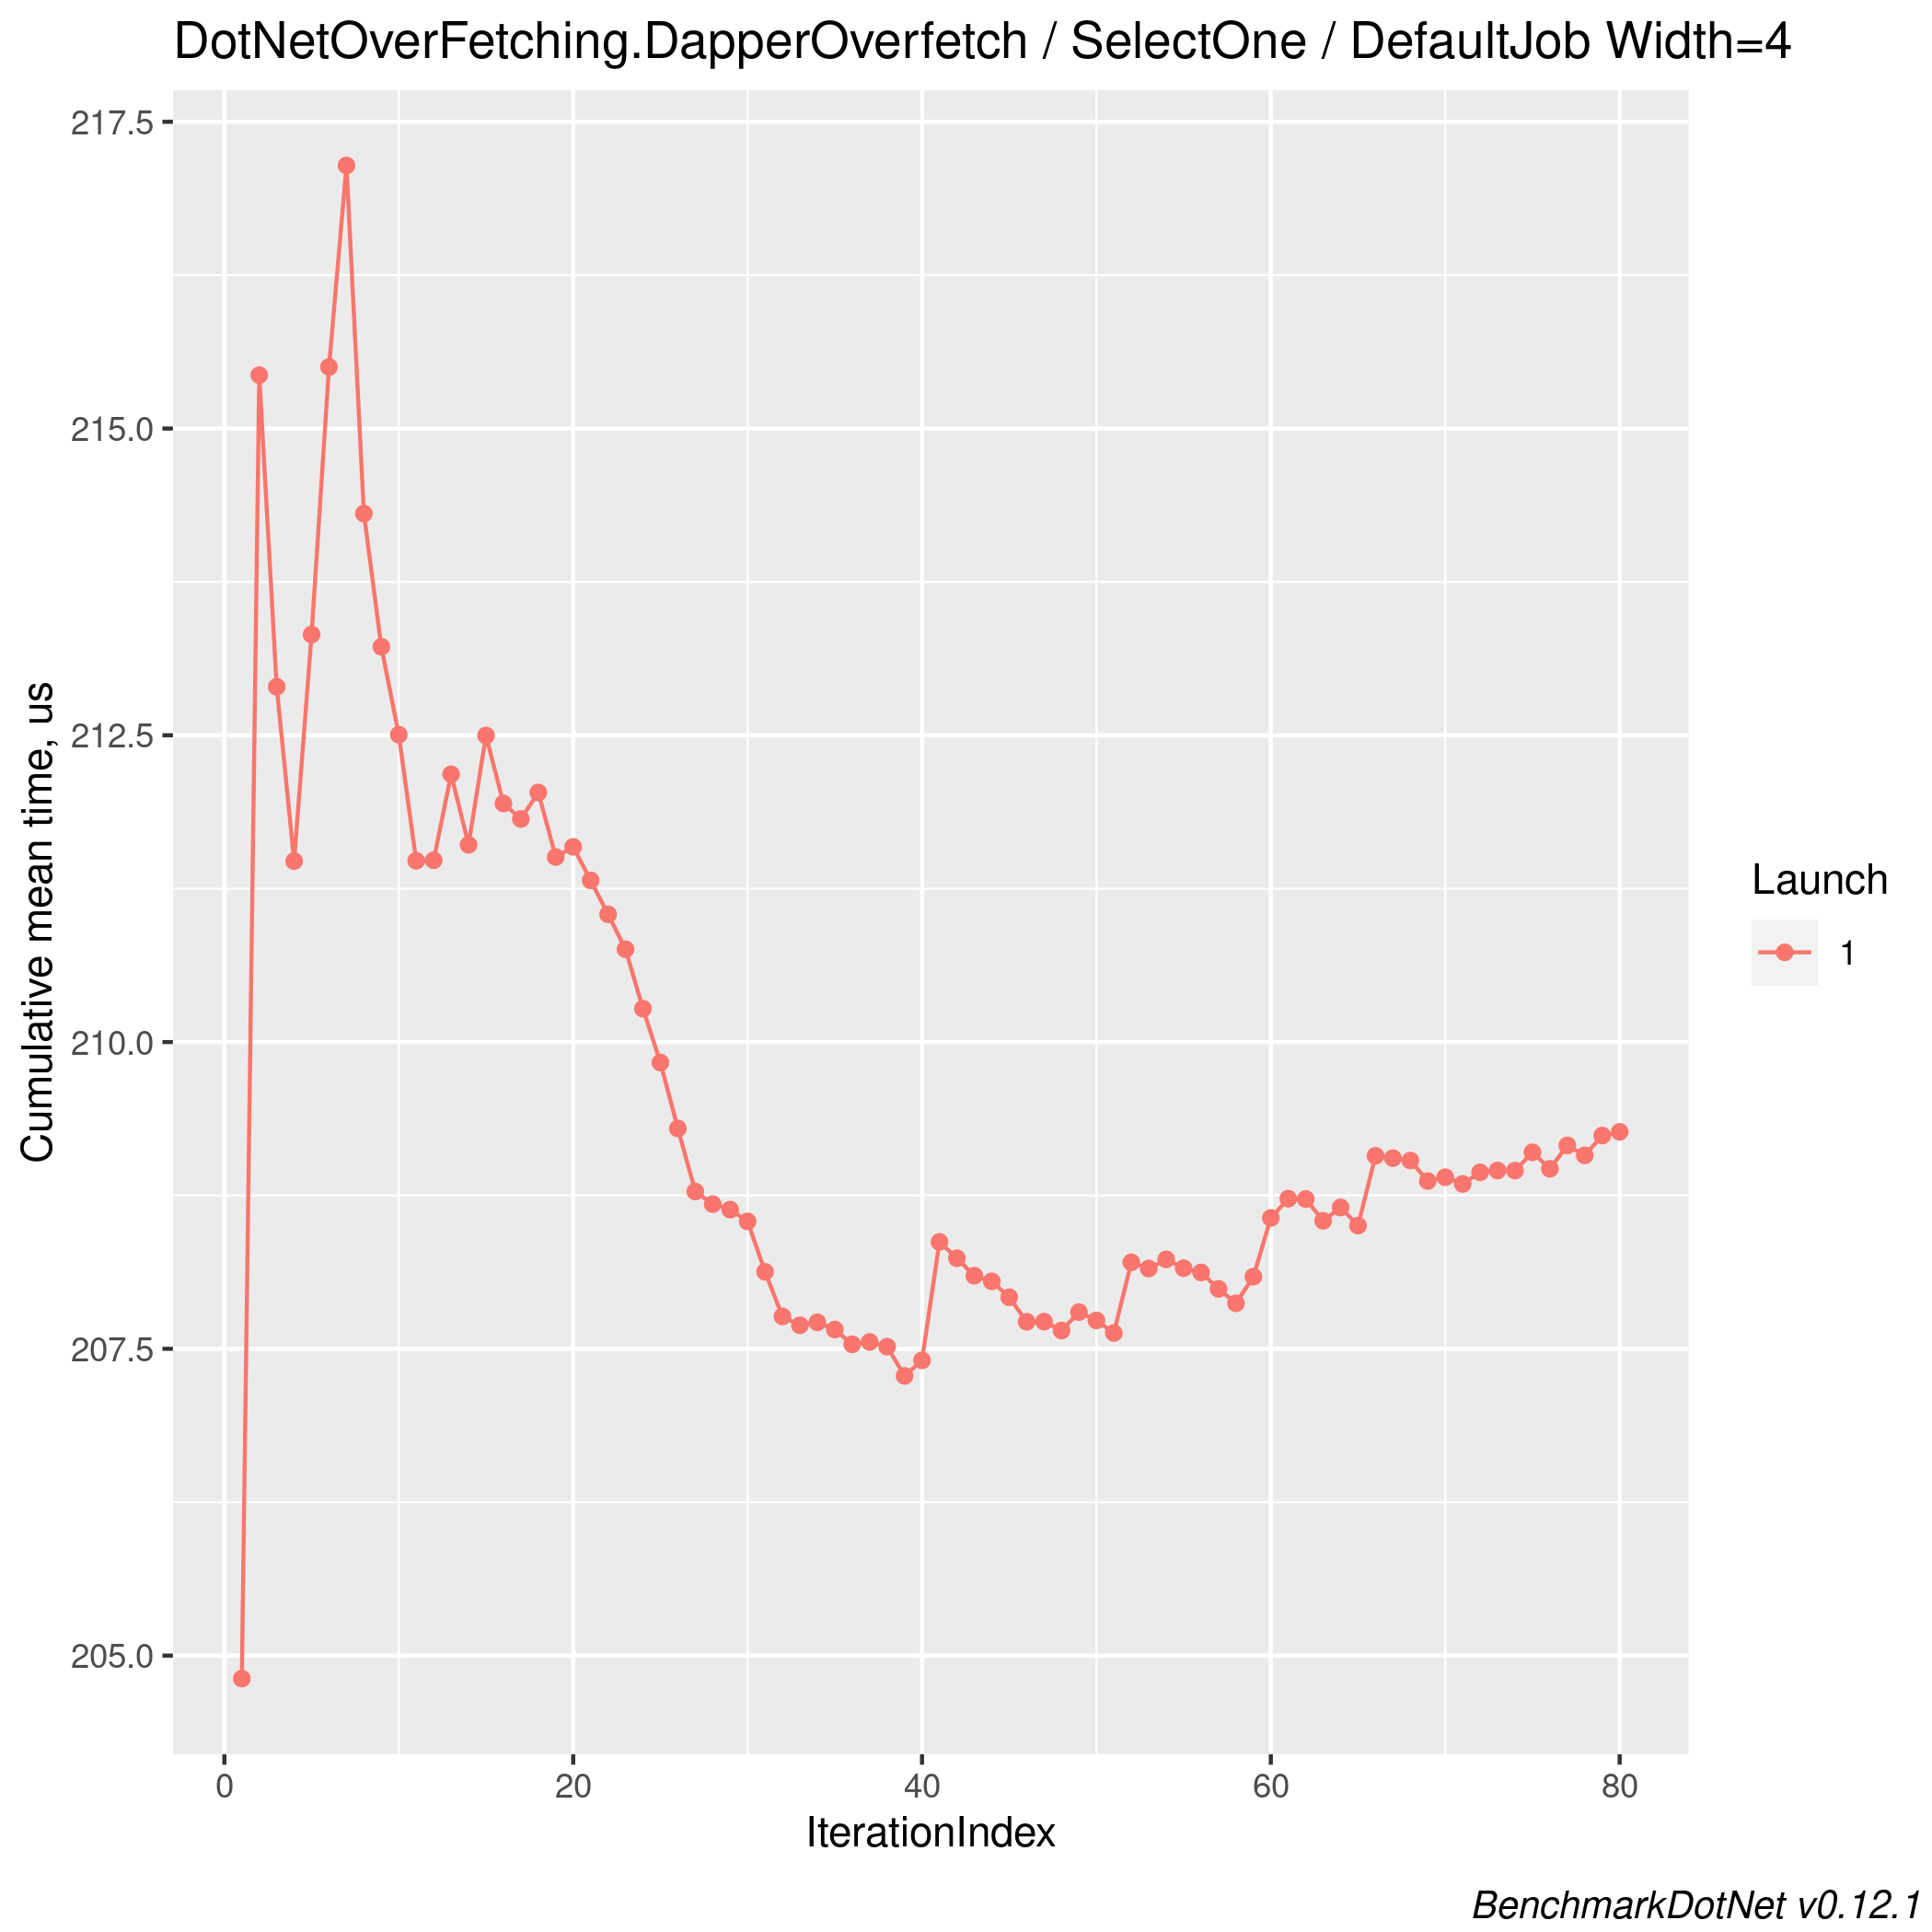 DotNetOverFetching.DapperOverfetch / SelectOne / DefaultJob Width=4
Cumulative mean time, us
217.5
215.0
212.5
210.0
207.5
205.0
0 20 40 60 80
IterationIndex
Launch
1
BenchmarkDotNet v0.12.1